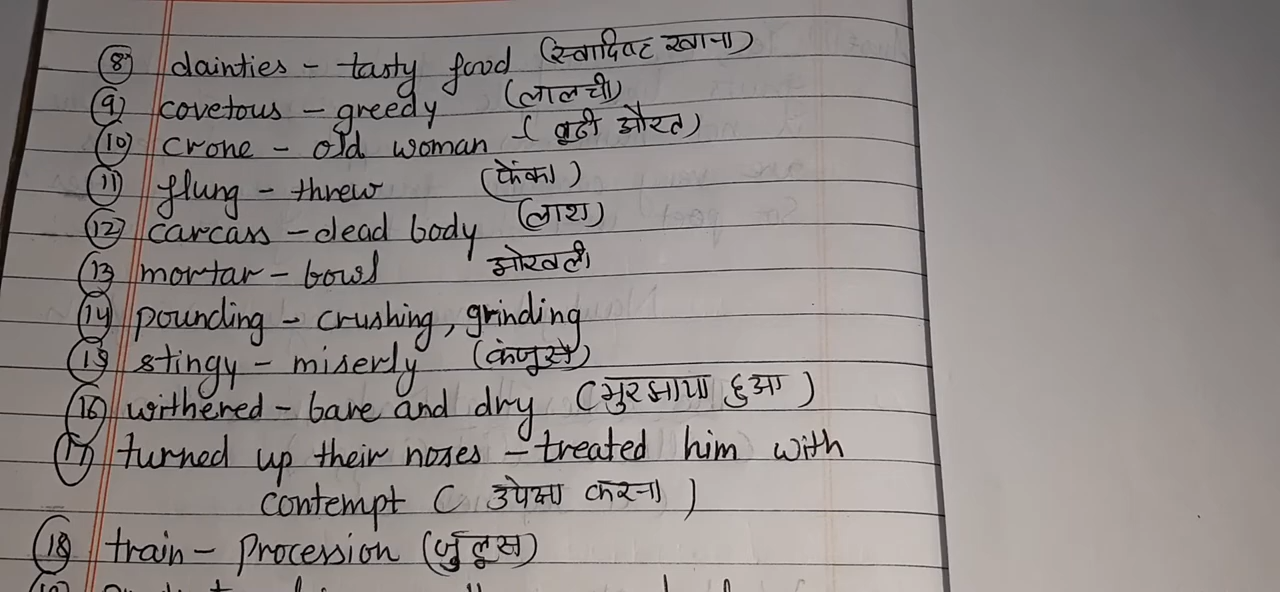 ⑧ dainties - tasty food (स्वादिष्ट खाना)
⑨ covetous - greedy (लालची)
⑩ crone - old woman (बूढी औरत)
⑪ flung - threw (फेंका)
⑫ carcass - dead body (लाश)
⑬ mortar - bowl ओखली
⑭ pounding - crushing, grinding
⑮ stingy - miserly (कंजूस)
⑯ withered - bare and dry (मुरझाया हुआ)
⑰ turned up their noses - treated him with
contempt (उपेक्षा करना)
⑱ train - Procession (जुलूस)